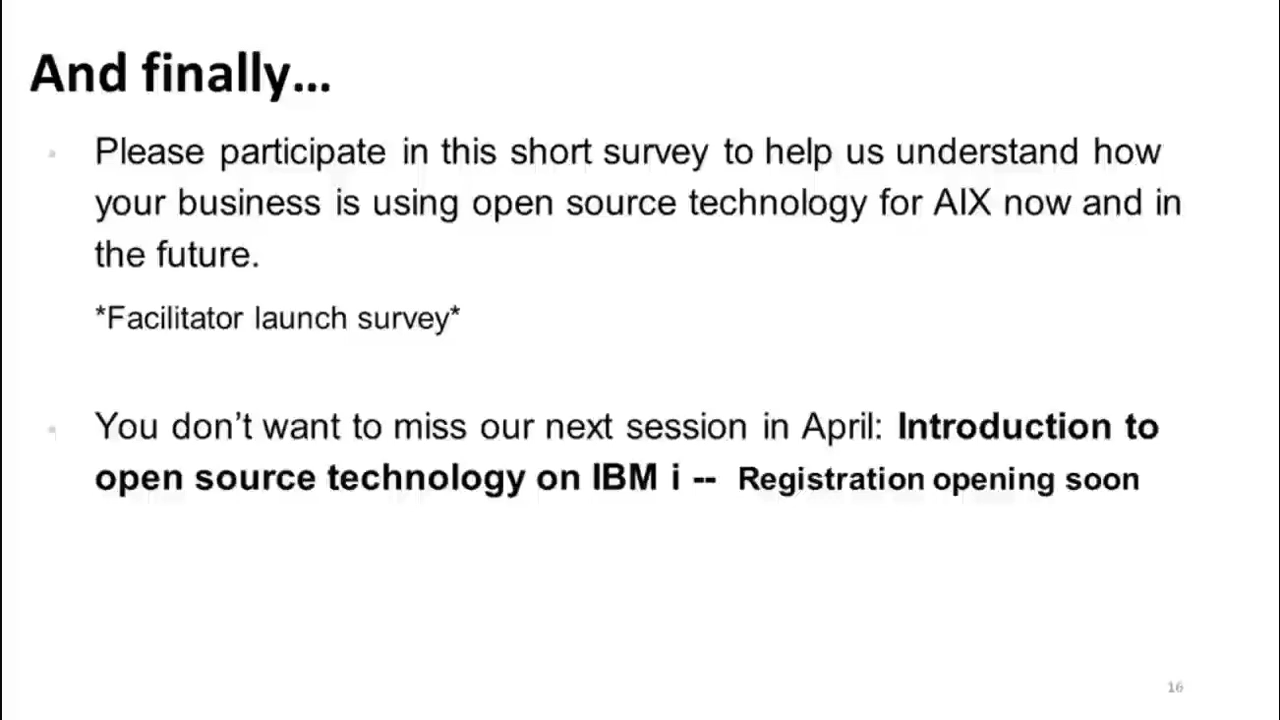 And finally...
Please participate in this short survey to help us understand how
your business is using open source technology for AIX now and in
the future.
*Facilitator launch survey*
You don’t want to miss our next session in April: Introduction to
open source technology on IBM i -- Registration opening soon
16